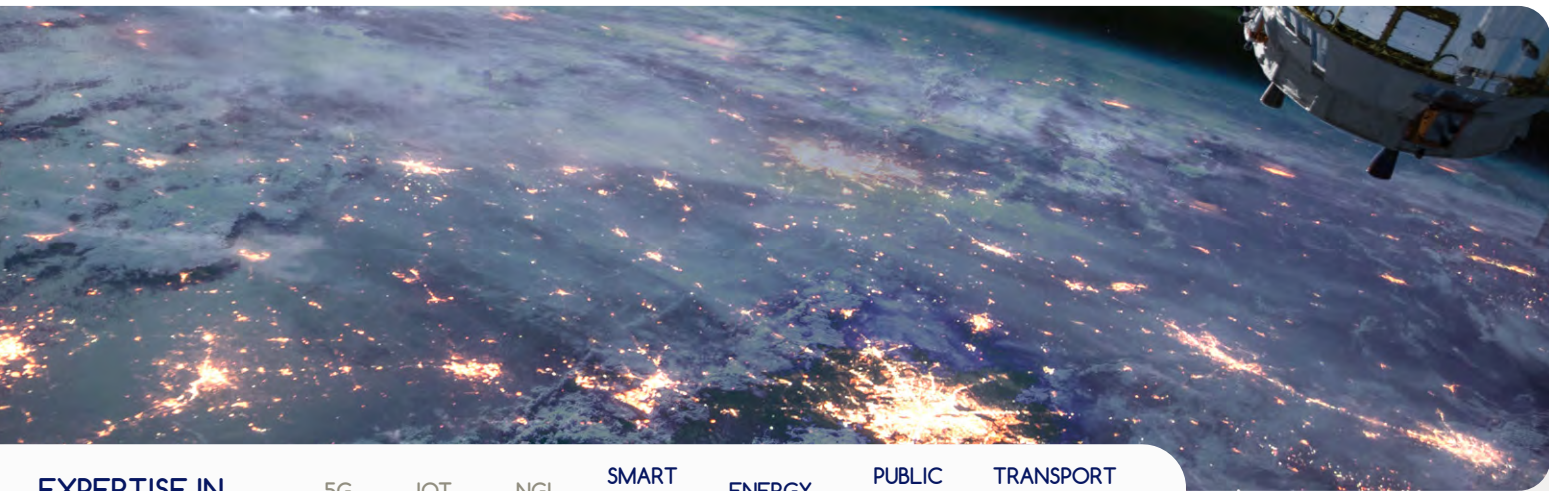 EXPERTISE IN
5G
IOT
NGI
SMART
ENERGY
PUBLIC
TRANSPORT